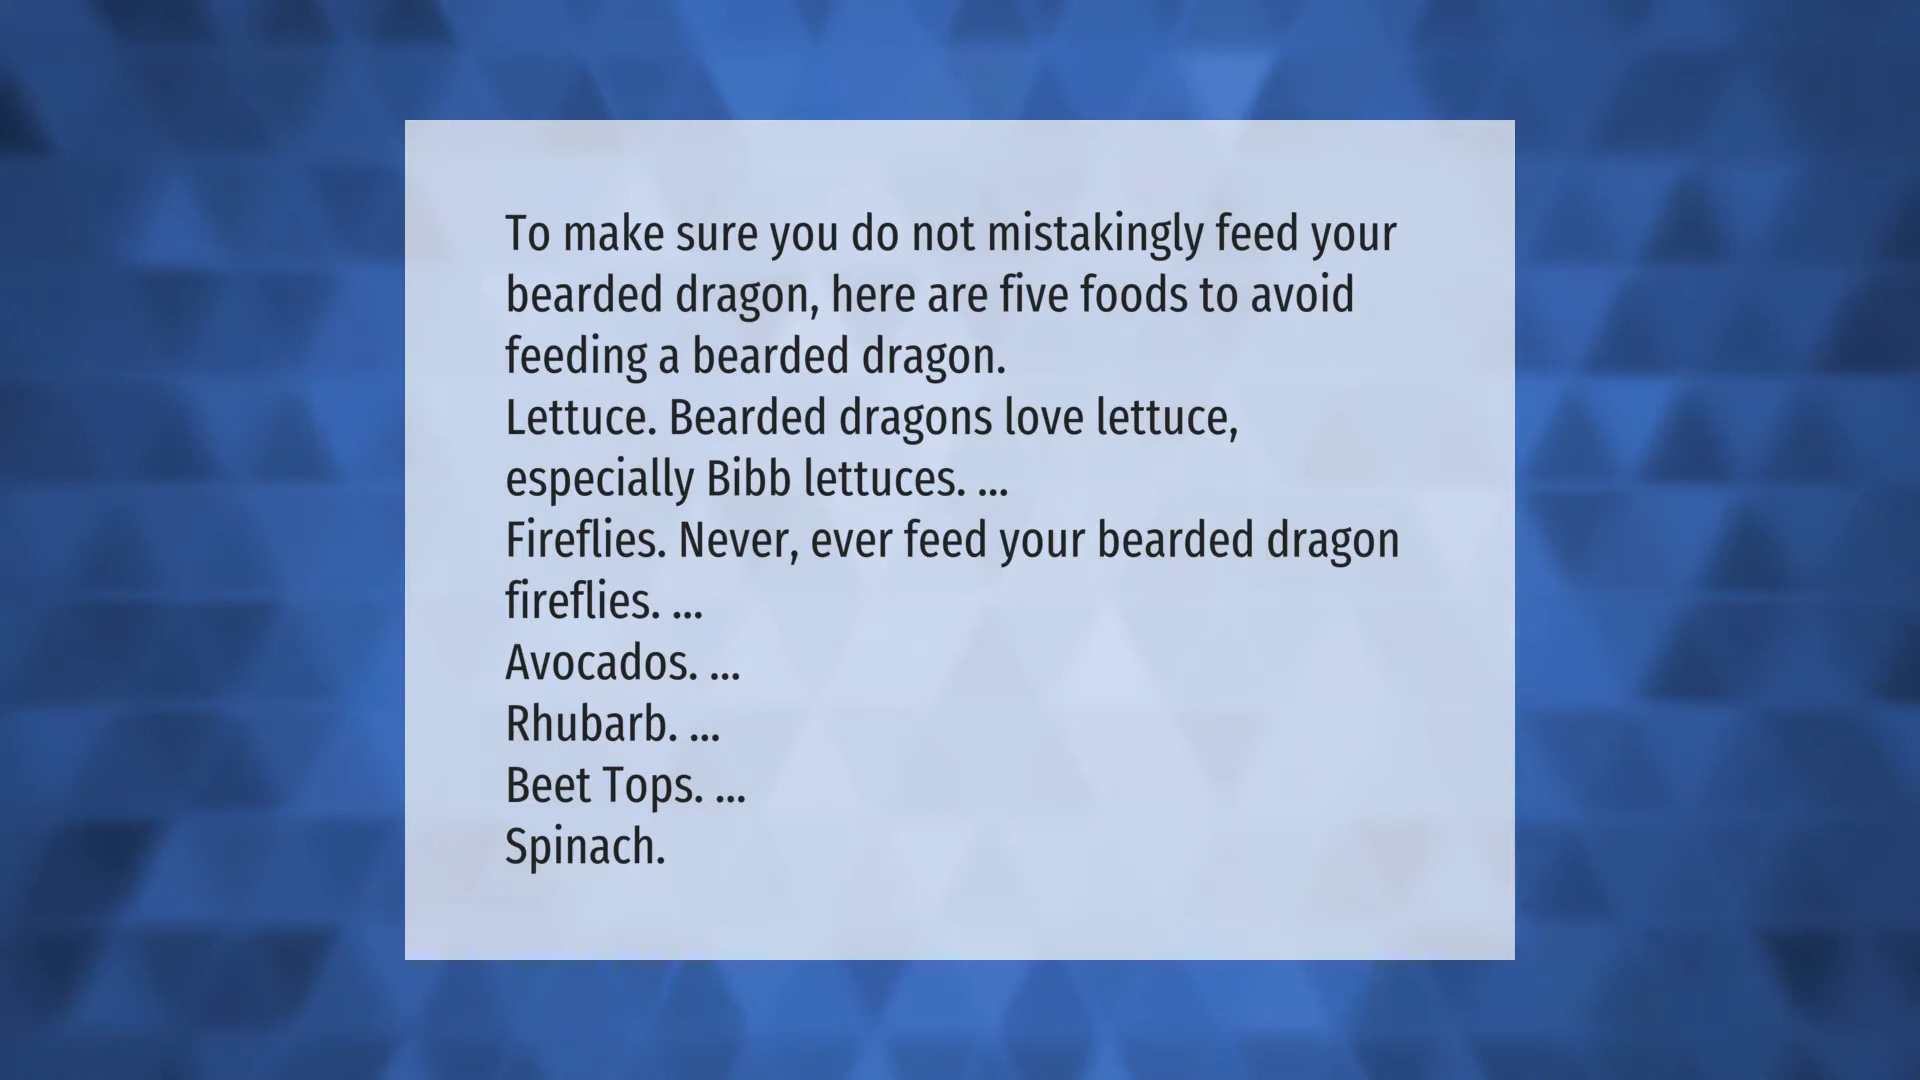 To make sure you do not mistakingly feed your
bearded dragon, here are five foods to avoid
feeding a bearded dragon.
Lettuce. Bearded dragons love lettuce,
especially Bibb lettuces. ...
Fireflies. Never, ever feed your bearded dragon
fireflies. ...
Avocados. ...
Rhubarb. ...
Beet Tops. ...
Spinach.